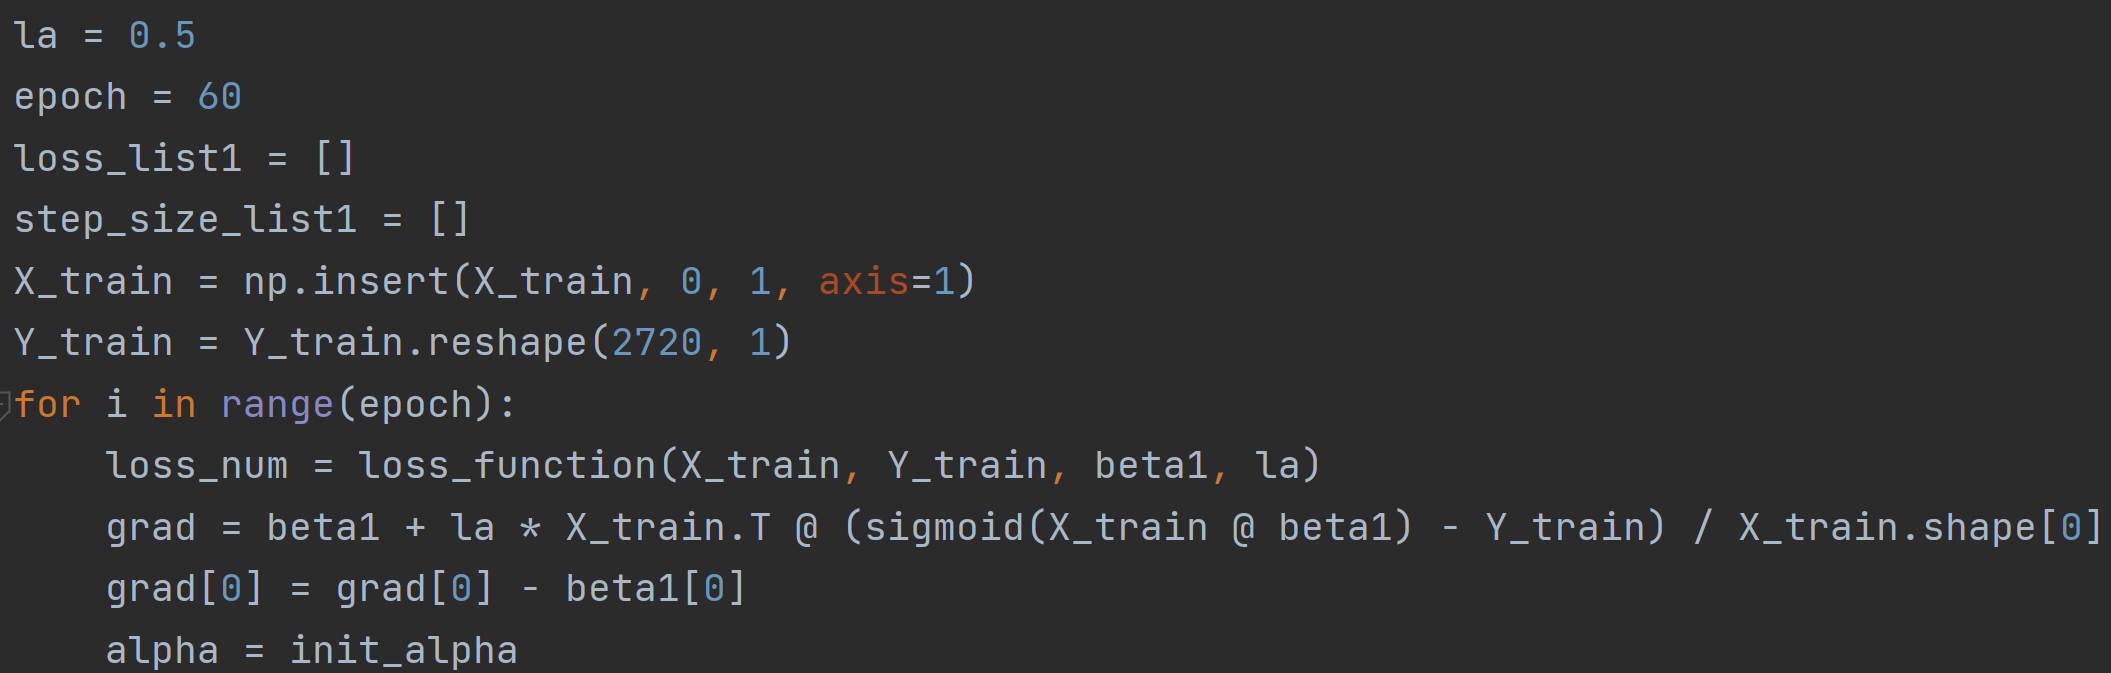 la = 0.5
epoch = 60
loss_list1 = []
step_size_list1 = []
X_train = np.insert(X_train, 0, 1, axis=1)
Y_train = Y_train.reshape(2720, 1)
for i in range(epoch):
    loss_num = loss_function(X_train, Y_train, beta1, la)
    grad = beta1 + la * X_train.T @ (sigmoid(X_train @ beta1) - Y_train) / X_train.shape[0]
    grad[0] = grad[0] - beta1[0]
    alpha = init_alpha